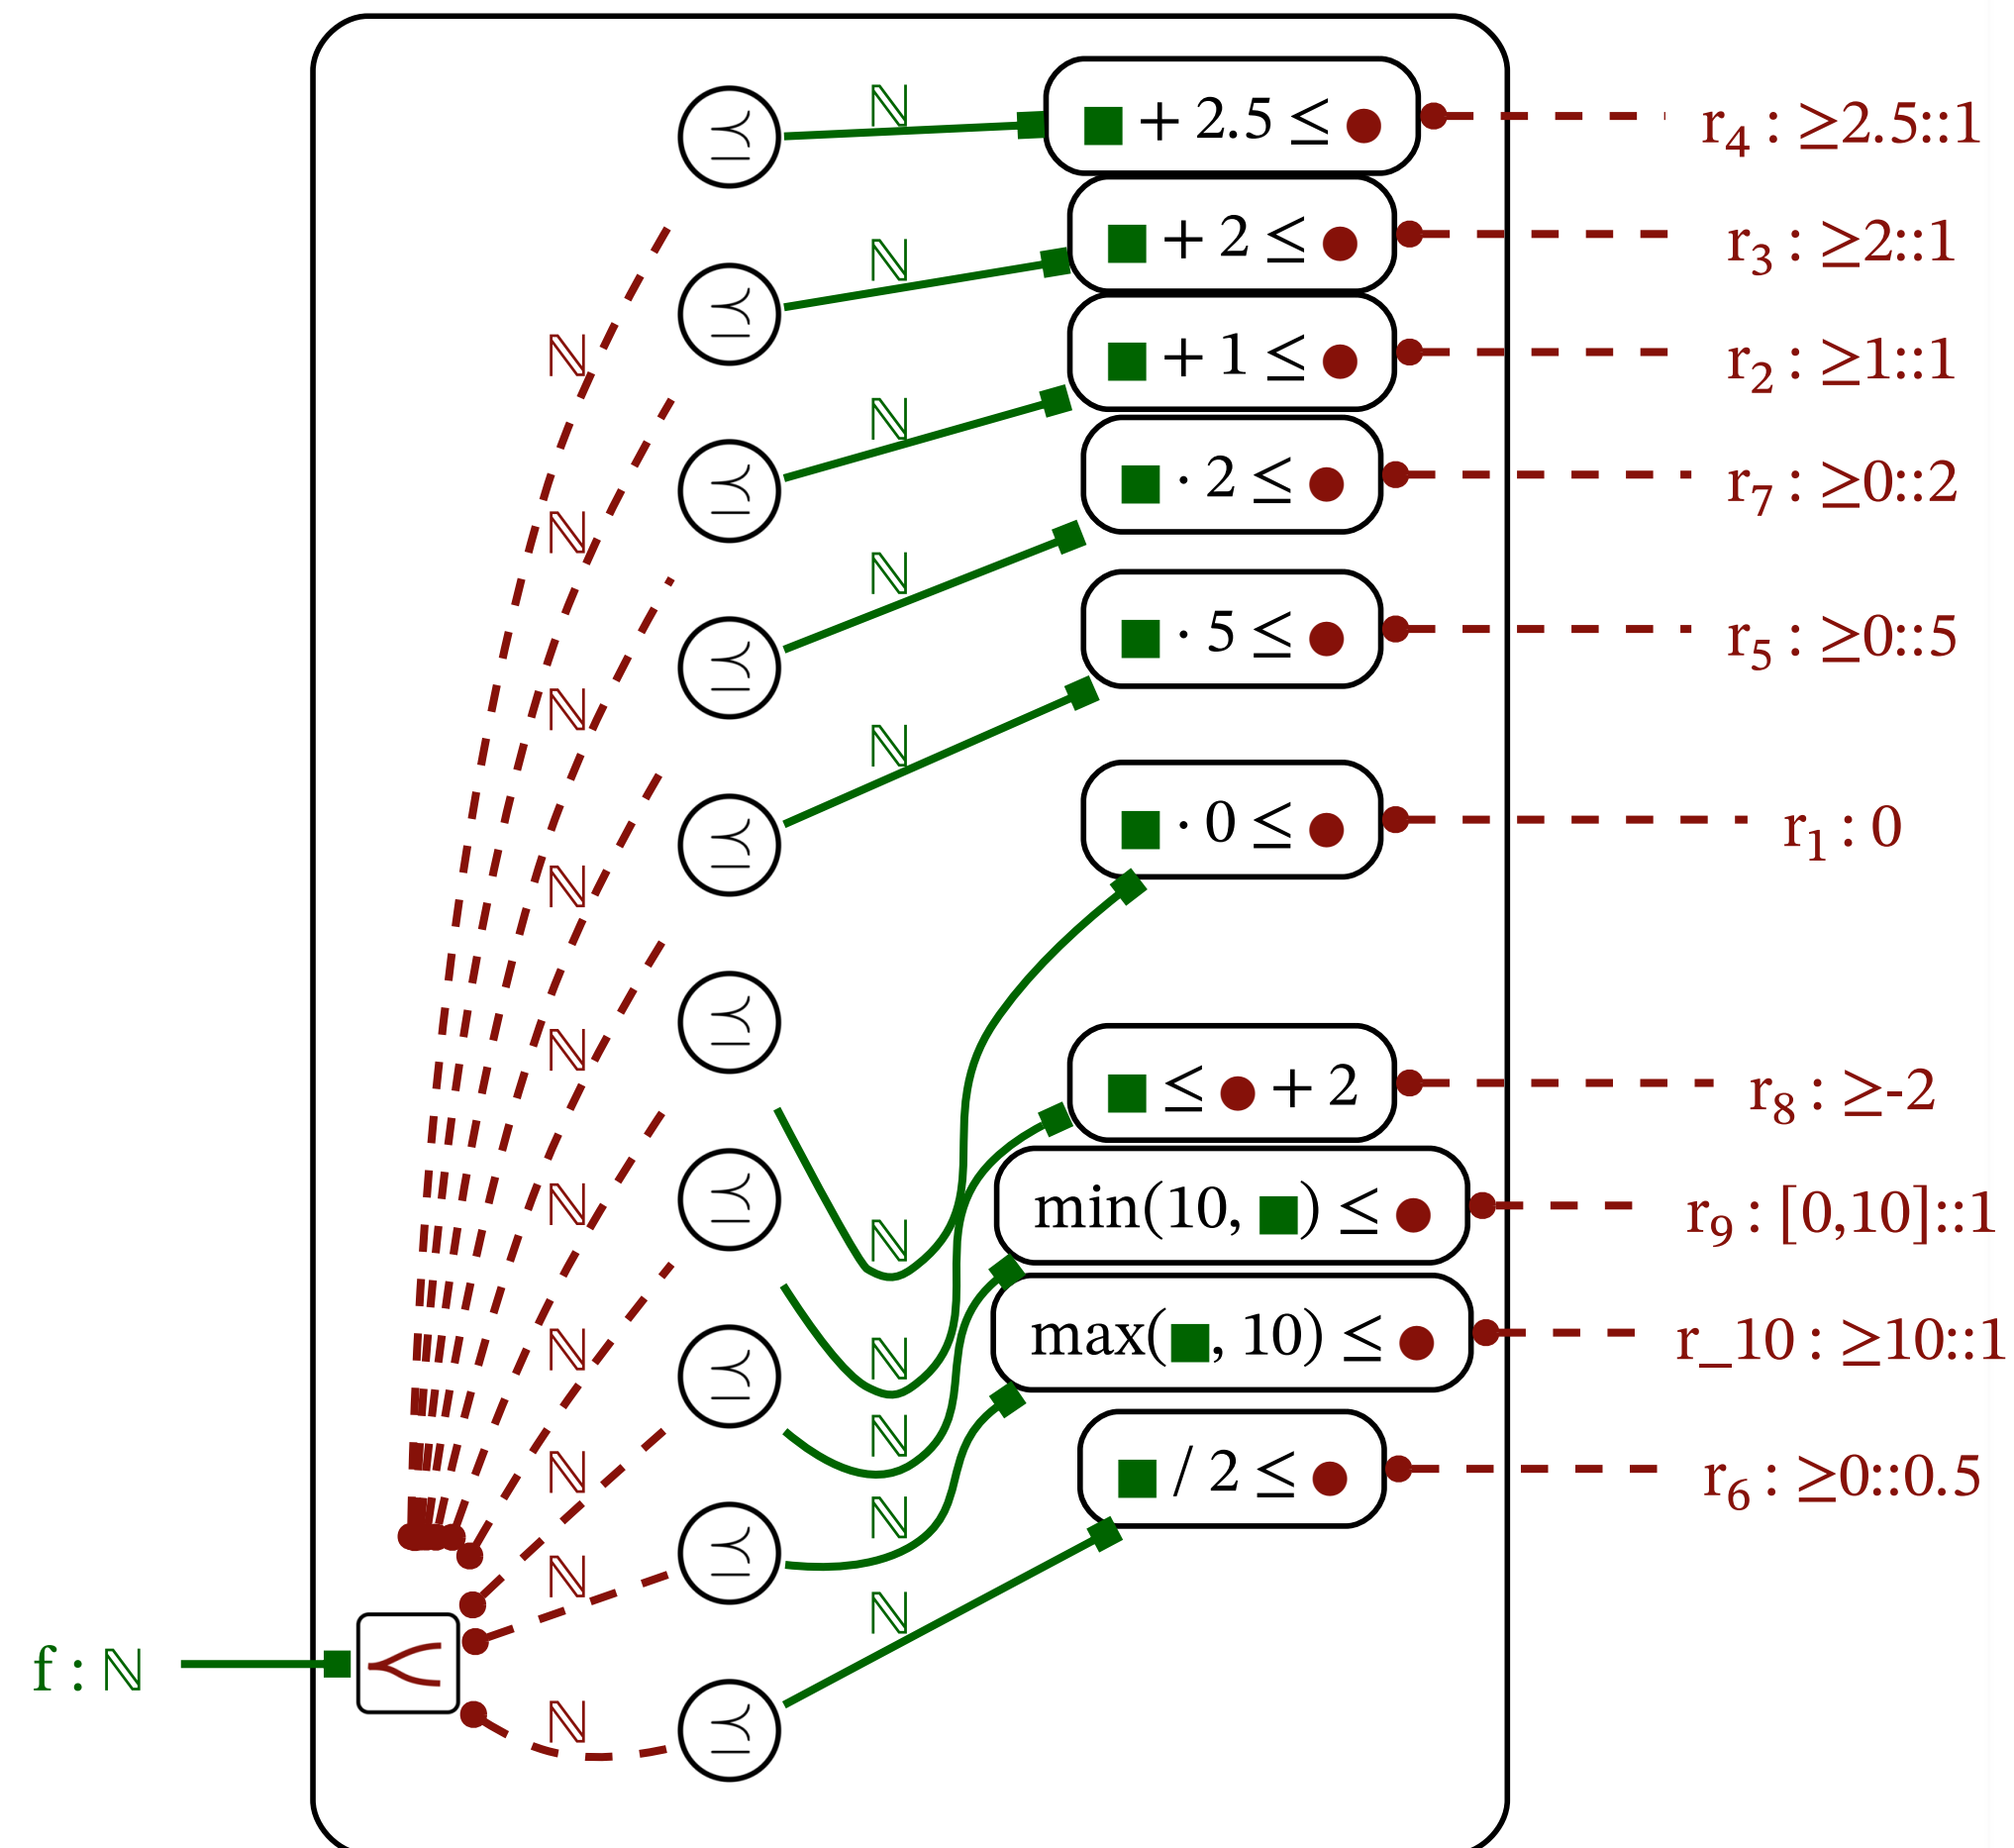 ℕ
■ + 2.5 ≤ ●
r₄ : ≥2.5::1
ℕ
■ + 2 ≤ ●
r₃ : ≥2::1
ℕ
■ + 1 ≤ ●
r₂ : ≥1::1
ℕ
ℕ
■ · 2 ≤ ●
r₇ : ≥0::2
ℕ
ℕ
■ · 5 ≤ ●
r₅ : ≥0::5
ℕ
ℕ
■ · 0 ≤ ●
r₁ : 0
ℕ
ℕ
■ ≤ ● + 2
r₈ : ≥-2
ℕ
ℕ
min(10, ■) ≤ ●
r₉ : [0,10]::1
ℕ
ℕ
max(■, 10) ≤ ●
r_10 : ≥10::1
ℕ
ℕ
■ / 2 ≤ ●
r₆ : ≥0::0.5
ℕ
ℕ
ℕ
f : ℕ
ℕ